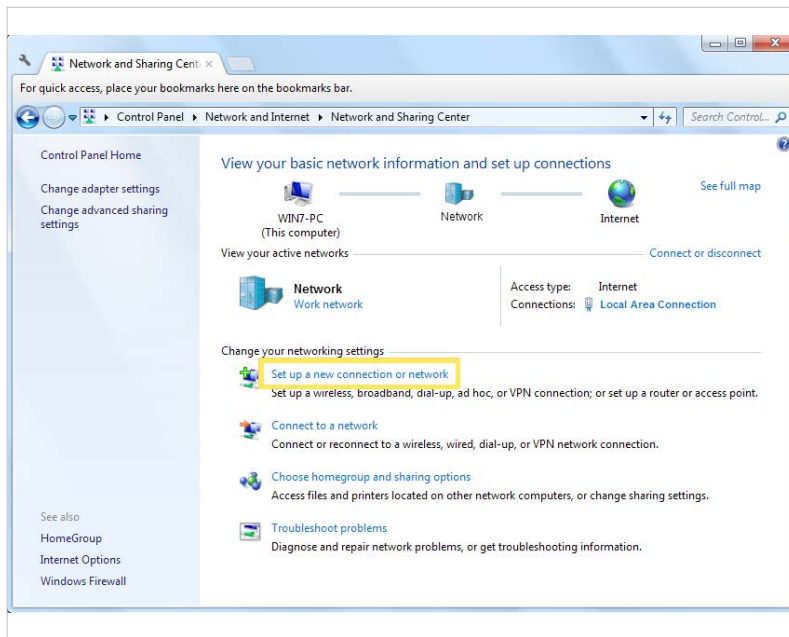 Network and Sharing Cent
For quick access, place your bookmarks here on the bookmarks bar.
Control Panel Network and Internet Network and Sharing Center
Search Control...
Control Panel Home
Change adapter settings
Change advanced sharing
settings
See also
HomeGroup
Internet Options
Windows Firewall
View your basic network information and set up connections
See full map
WIN7-PC
(This computer)
Network
Internet
View your active networks
Connect or disconnect
Network
Work network
Access type: Internet
Connections: Local Area Connection
Change your networking settings
Set up a new connection or network
Set up a wireless, broadband, dial-up, ad hoc, or VPN connection; or set up a router or access point.
Connect to a network
Connect or reconnect to a wireless, wired, dial-up, or VPN network connection.
Choose homegroup and sharing options
Access files and printers located on other network computers, or change sharing settings.
Troubleshoot problems
Diagnose and repair network problems, or get troubleshooting information.